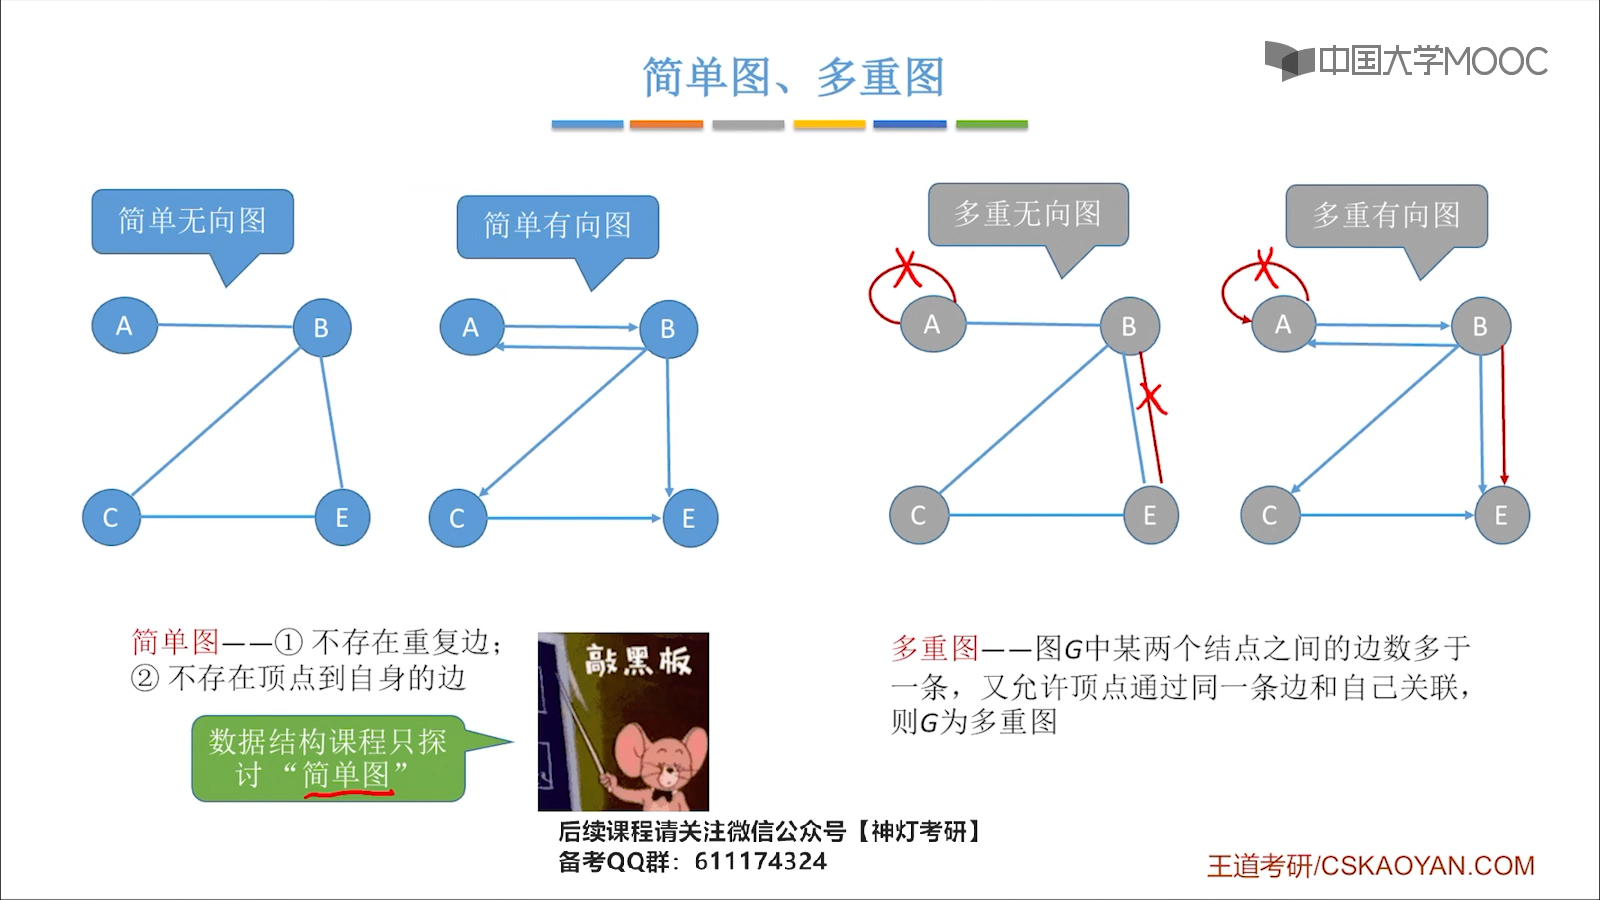 简单图、多重图
中国大学MOOC
简单无向图
简单有向图
多重无向图
多重有向图
A
B
C
E
A
B
C
E
A
B
C
E
A
B
C
E
简单图——① 不存在重复边；
② 不存在顶点到自身的边
数据结构课程只探
讨 “简单图”
敲黑板
多重图——图G中某两个结点之间的边数多于
一条，又允许顶点通过同一条边和自己关联，
则G为多重图
后续课程请关注微信公众号【神灯考研】
备考QQ群：611174324
王道考研/CSKAOYAN.COM